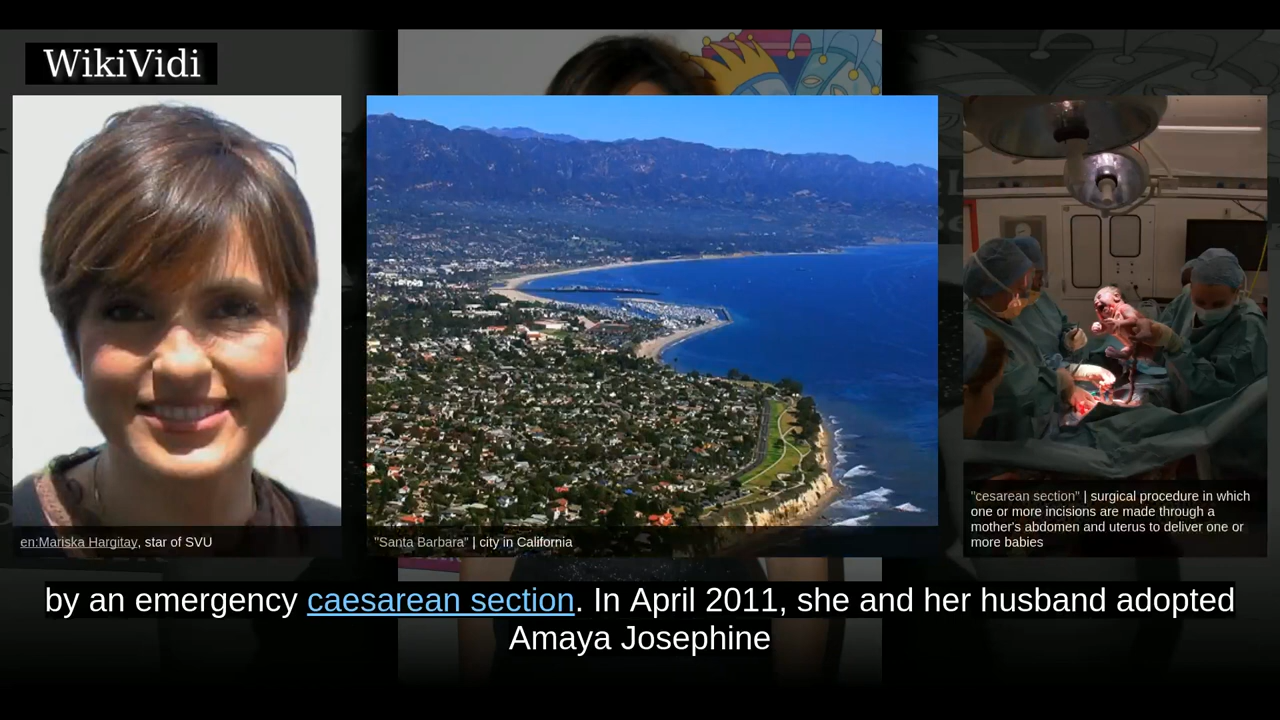 WikiVidi
en:Mariska Hargitay, star of SVU
"Santa Barbara" | city in California
"cesarean section" | surgical procedure in which
one or more incisions are made through a
mother's abdomen and uterus to deliver one or
more babies
by an emergency caesarean section. In April 2011, she and her husband adopted
Amaya Josephine